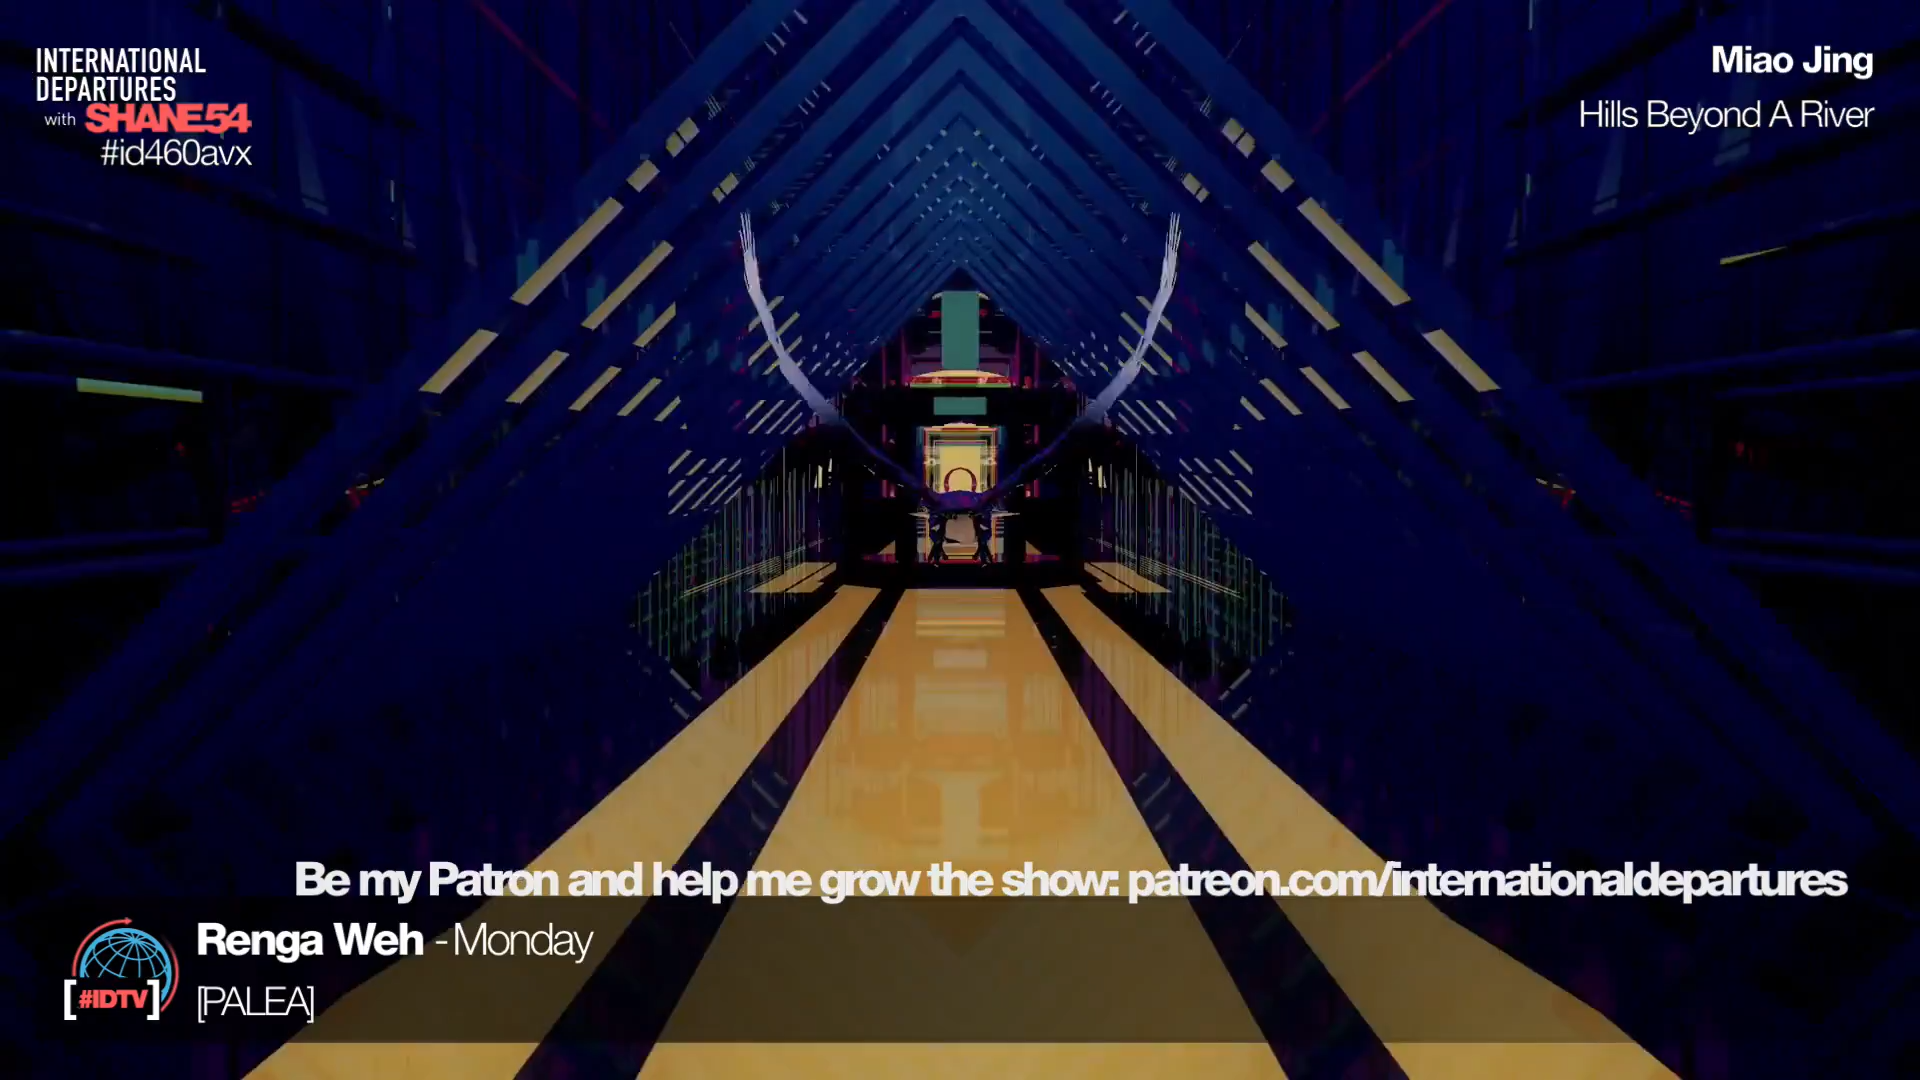 INTERNATIONAL
DEPARTURES
with SHANE54
#id460avx
Miao Jing
Hills Beyond A River
Be my Patron and help me grow the show: patreon.com/internationaldepartures
Renga Weh - Monday
[#IDTV]
[PALEA]